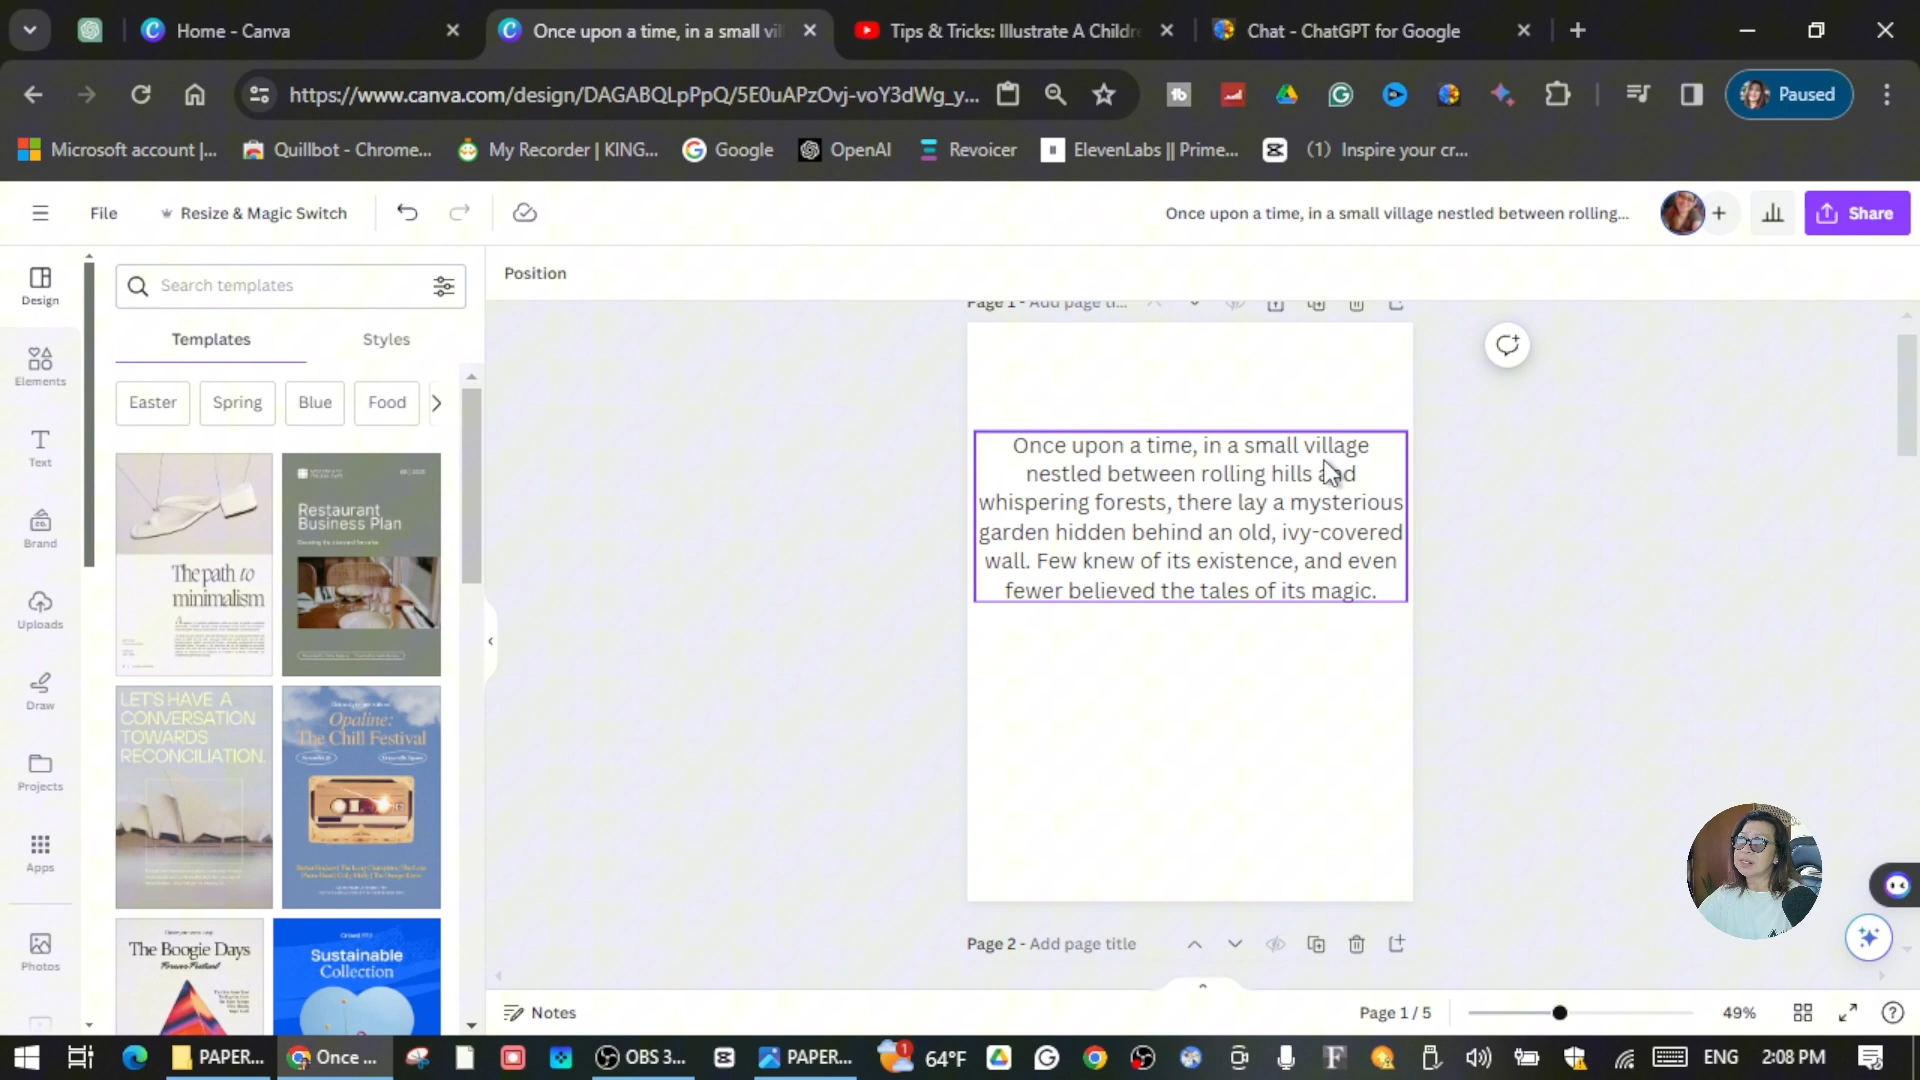 Home - Canva
Once upon a time, in a small vil
Tips & Tricks: Illustrate A Childr
Chat - ChatGPT for Google
https://www.canva.com/design/DAGABQLpPpQ/5E0uAPzOvj-voY3dWg_y...
Paused
Microsoft account |...
Quillbot - Chrome...
My Recorder | KING...
Google
OpenAI
Revoicer
ElevenLabs || Prime...
(1) Inspire your cr...
File
Resize & Magic Switch
Once upon a time, in a small village nestled between rolling...
Share
Design
Elements
Text
Brand
Uploads
Draw
Projects
Apps
Photos
Search templates
Templates
Styles
Easter
Spring
Blue
Food
The path to
minimalism
Restaurant
Business Plan
LET'S HAVE A
CONVERSATION
TOWARDS
RECONCILIATION.
Opaline:
The Chill Festival
The Boogie Days
Forever Festival
Sustainable
Collection
Position
Page 1 - Add page ti...
Once upon a time, in a small village
nestled between rolling hills and
whispering forests, there lay a mysterious
garden hidden behind an old, ivy-covered
wall. Few knew of its existence, and even
fewer believed the tales of its magic.
Page 2 - Add page title
Notes
Page 1 / 5
49%
PAPER...
Once ...
OBS 3...
PAPER...
1
64°F
ENG
2:08 PM